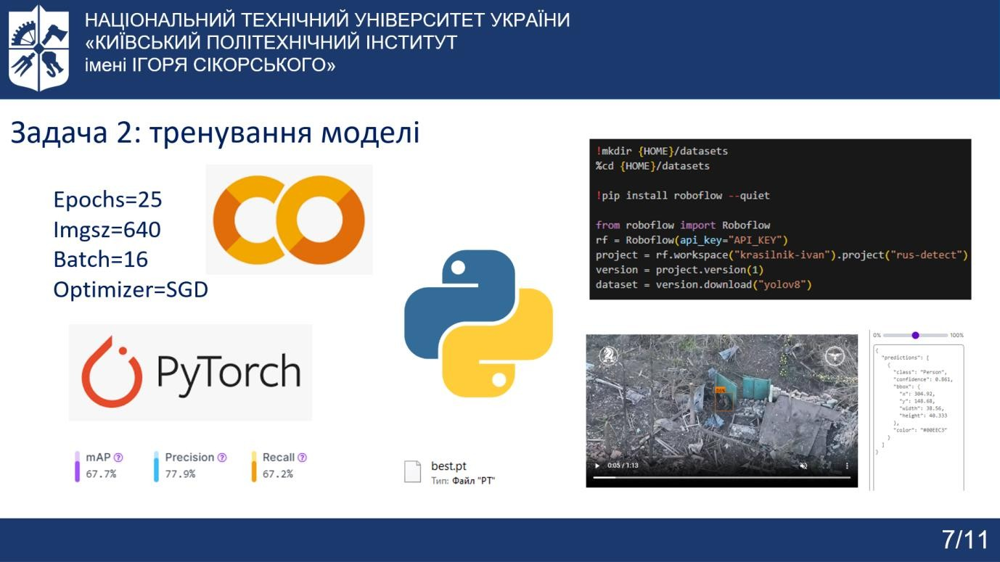 НАЦІОНАЛЬНИЙ ТЕХНІЧНИЙ УНІВЕРСИТЕТ УКРАЇНИ
«КИЇВСЬКИЙ ПОЛІТЕХНІЧНИЙ ІНСТИТУТ
імені ІГОРЯ СІКОРСЬКОГО»
Задача 2: тренування моделі
Epochs=25
Imgsz=640
Batch=16
Optimizer=SGD
PyTorch
mAP
67.7%
Precision
77.9%
Recall
67.2%
best.pt
Тип: Файл "PT"
!mkdir {HOME}/datasets
%cd {HOME}/datasets
!pip install roboflow --quiet
from roboflow import Roboflow
rf = Roboflow(api_key="API_KEY")
project = rf.workspace("krasilnik-ivan").project("rus-detect")
version = project.version(1)
dataset = version.download("yolov8")
86%
0:05 / 1:13
0% 100%
{
"predictions": [
{
"class": "Person",
"confidence": 0.861,
"bbox": {
"x": 304.92,
"y": 148.68,
"width": 38.56,
"height": 40.333
},
"color": "#00EEC3"
}
]
}
7/11